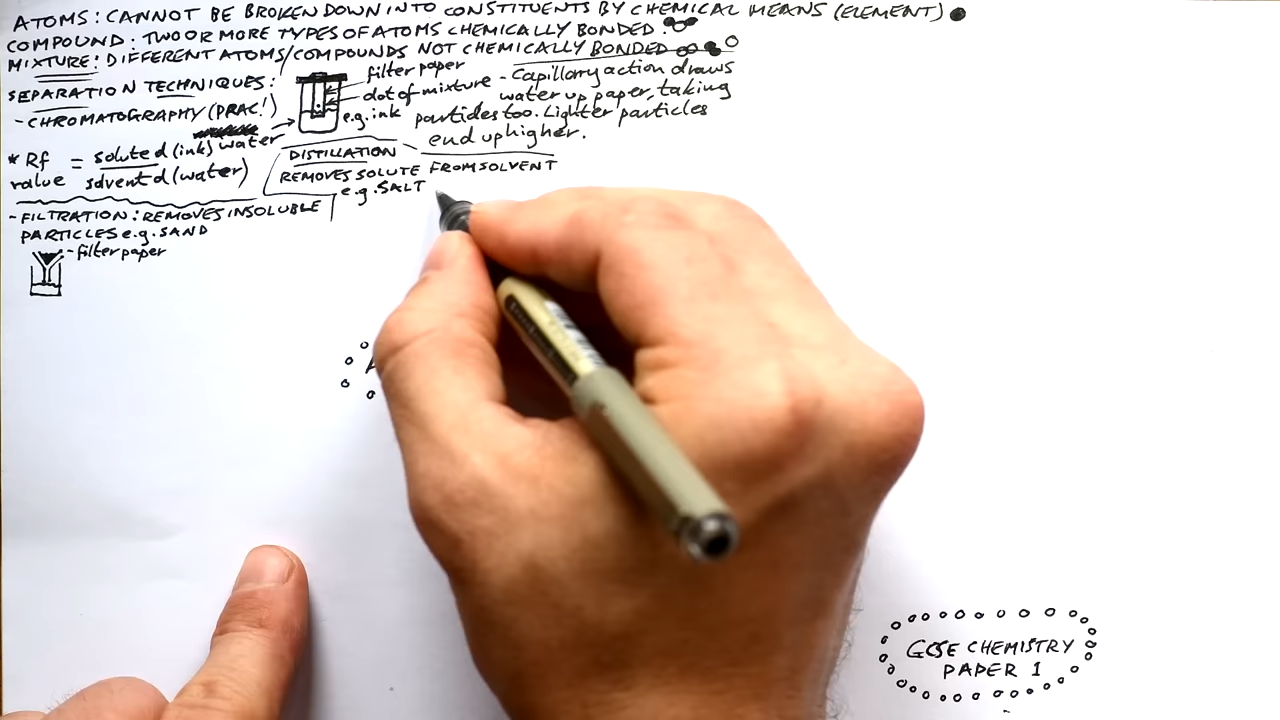 ATOMS: CANNOT BE BROKEN DOWN INTO CONSTITUENTS BY CHEMICAL MEANS (ELEMENT)
COMPOUND: TWO OR MORE TYPES OF ATOMS CHEMICALLY BONDED.
MIXTURE: DIFFERENT ATOMS/COMPOUNDS NOT CHEMICALLY BONDED
SEPARATION TECHNIQUES:
- CHROMATOGRAPHY (PRAC!)
filter paper
dot of mixture
e.g. ink
water
- Capillary action draws
water up paper, taking
particles too. Lighter particles
end up higher.
* Rf value = solute d (ink)
solvent d (water)
DISTILLATION -
REMOVES SOLUTE FROM SOLVENT
e.g. SALT
- FILTRATION: REMOVES INSOLUBLE
PARTICLES e.g. SAND
- filter paper
GCSE CHEMISTRY
PAPER 1